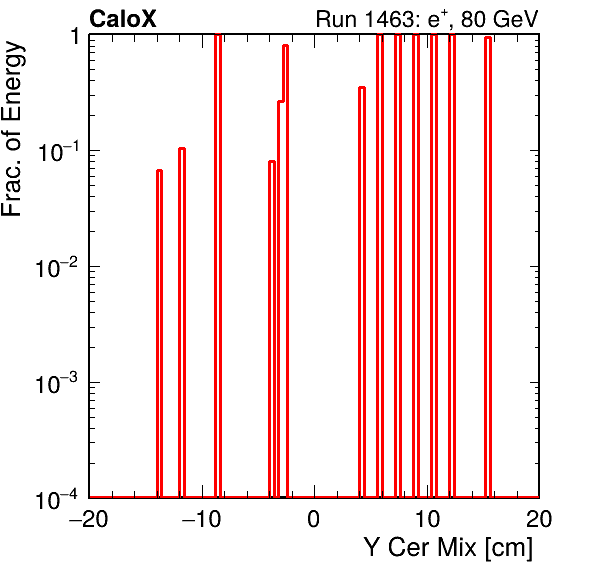 CaloX Run 1463: e⁺, 80 GeV
Frac. of Energy
1
10⁻¹
10⁻²
10⁻³
10⁻⁴
−20 −10 0 10 20
Y Cer Mix [cm]